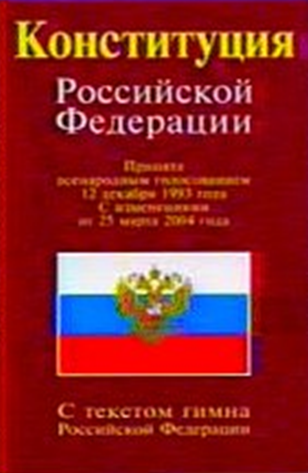 Конституция
Российской
Федерации
Принята
всенародным голосованием
12 декабря 1993 года
С изменениями
от 25 марта 2004 года
С текстом гимна
Российской Федерации